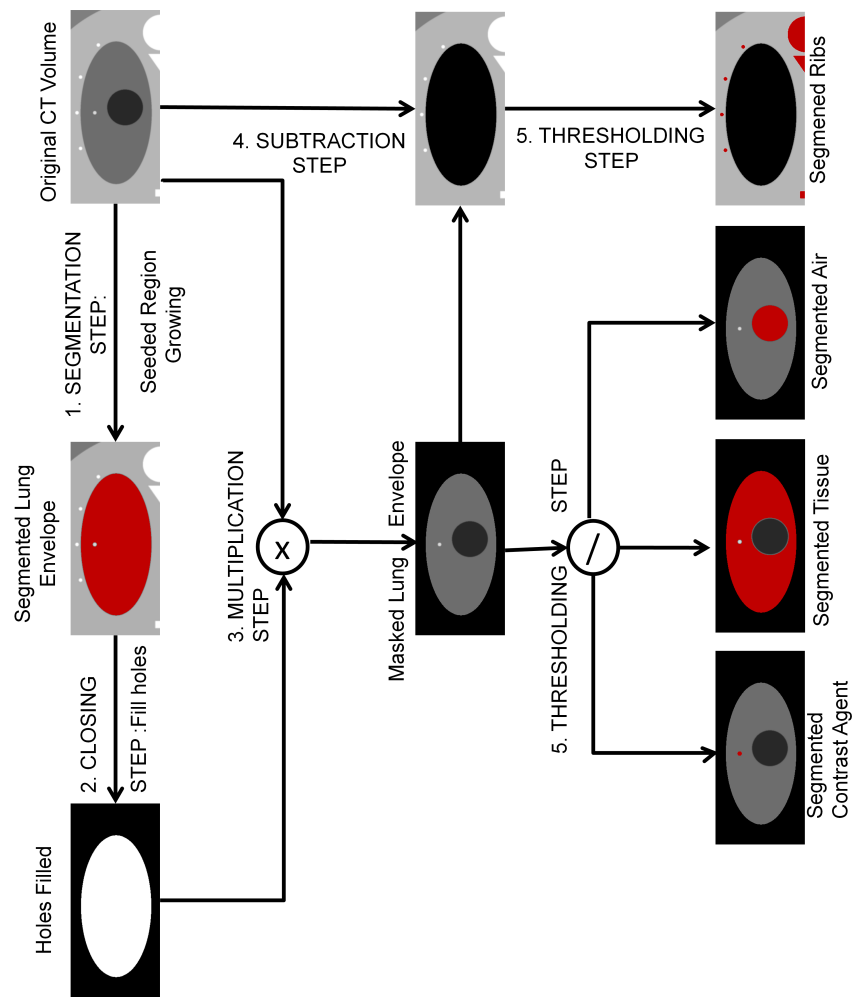 Original CT Volume
4. SUBTRACTION
STEP
5. THRESHOLDING
STEP
Segmened Ribs
1. SEGMENTATION
STEP:
Seeded Region
Growing
Segmented Air
Segmented Lung
Envelope
3. MULTIPLICATION
STEP
x
Masked Lung Envelope
5. THRESHOLDING STEP
/
Segmented Tissue
2. CLOSING
STEP :Fill holes
Segmented
Contrast Agent
Holes Filled